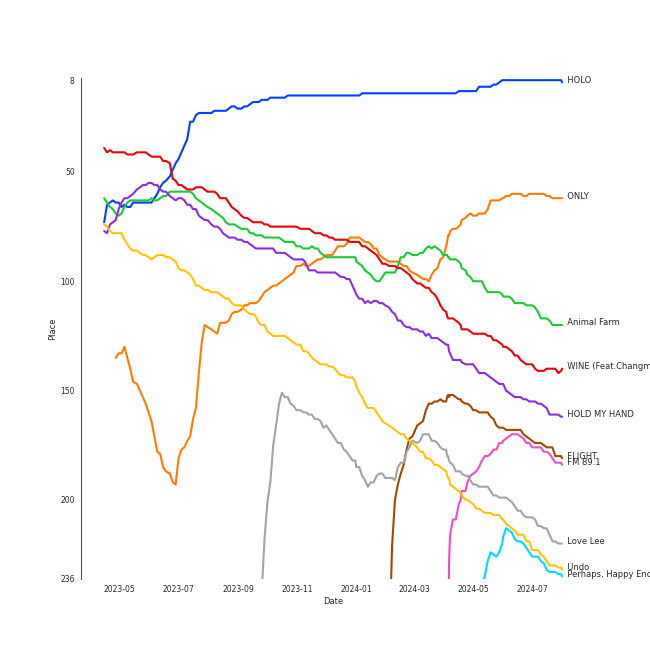 8
50
100
150
200
236
Place
2023-05
2023-07
2023-09
2023-11
2024-01
2024-03
2024-05
2024-07
Date
HOLO
ONLY
Animal Farm
WINE (Feat.Changm
HOLD MY HAND
FLIGHT
FM 89.1
Love Lee
Undo
Perhaps, Happy End